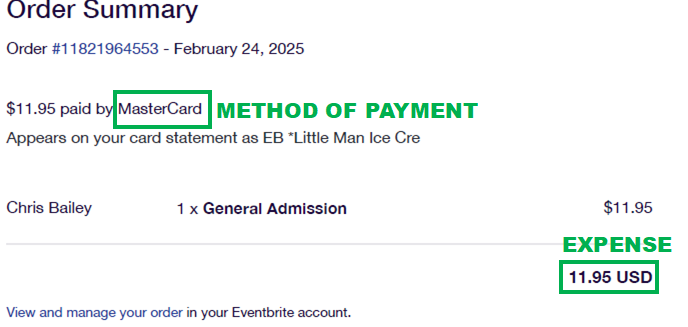 Order Summary
Order #11821964553 - February 24, 2025
$11.95 paid by MasterCard METHOD OF PAYMENT
Appears on your card statement as EB *Little Man Ice Cre
Chris Bailey 1 x General Admission $11.95
EXPENSE
11.95 USD
View and manage your order in your Eventbrite account.